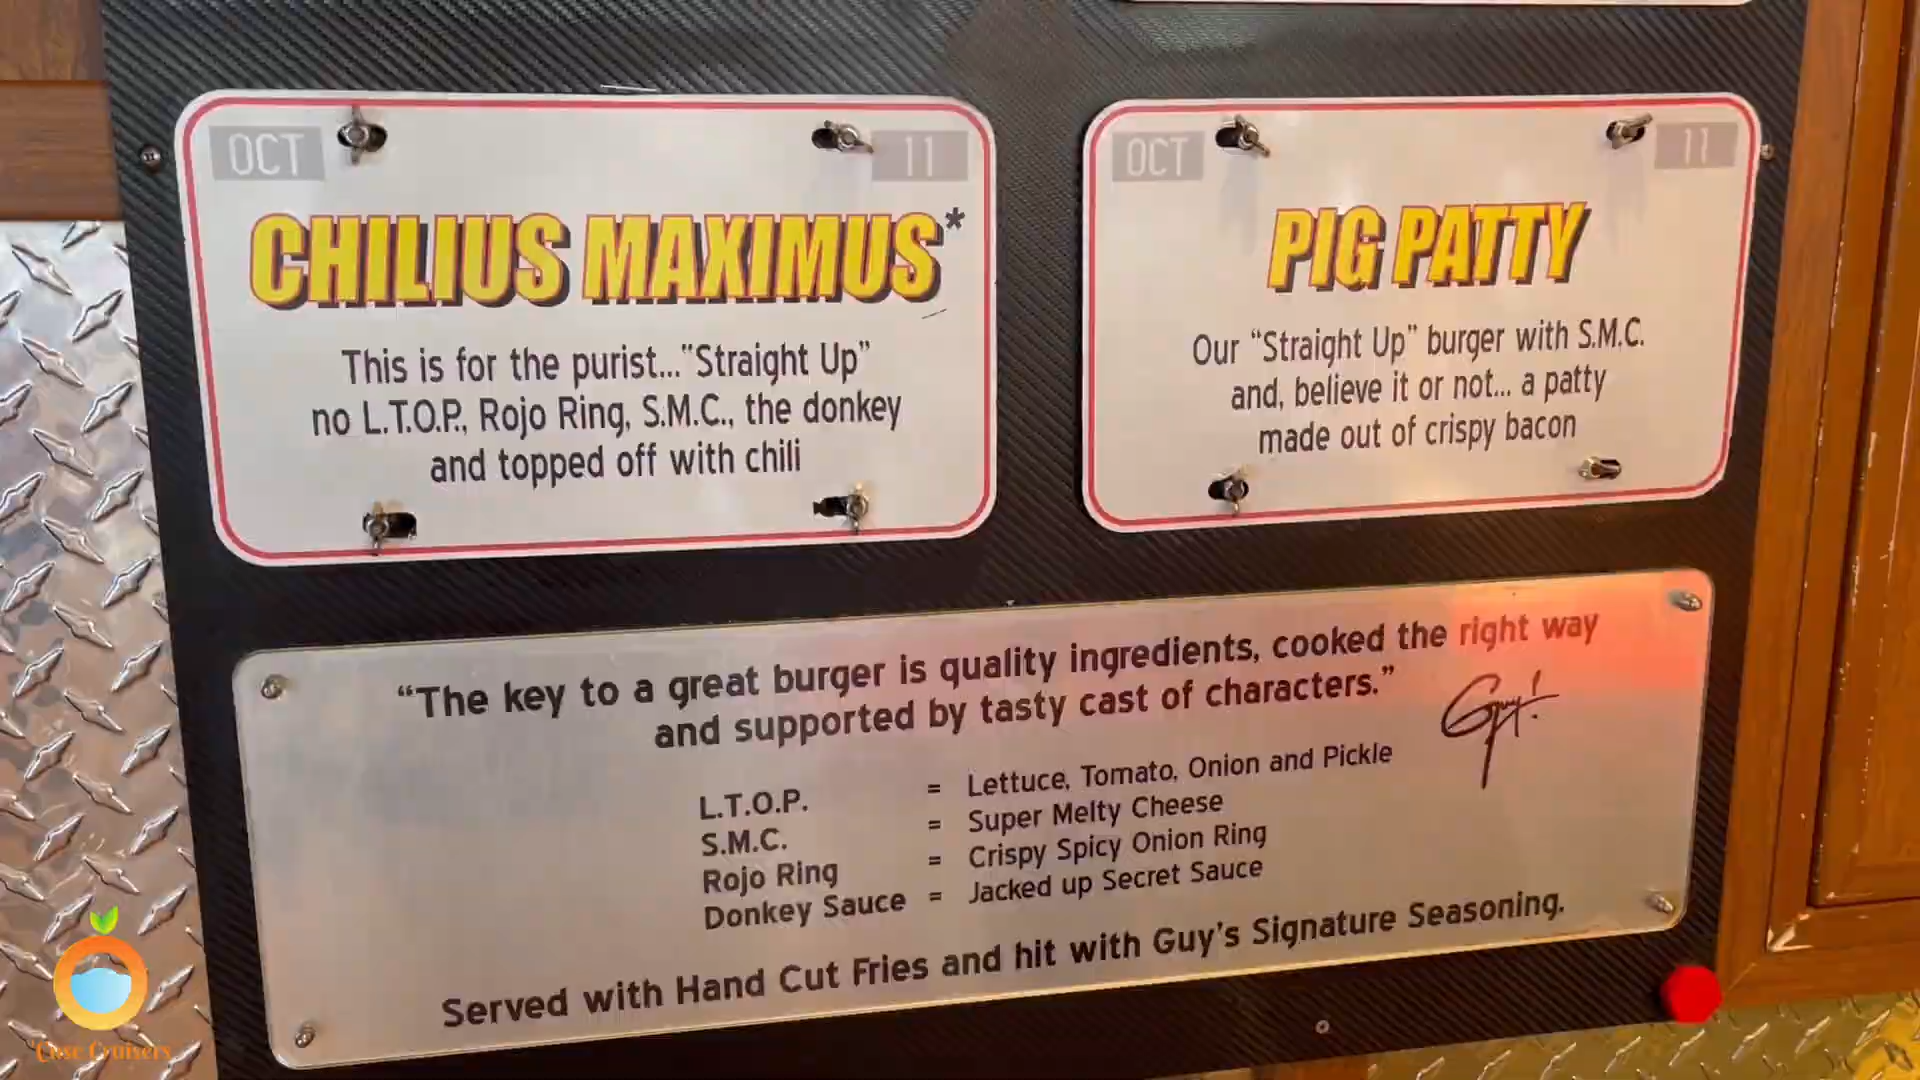 OCT 11
CHILIUS MAXIMUS*
This is for the purist..."Straight Up"
no L.T.O.P., Rojo Ring, S.M.C., the donkey
and topped off with chili
OCT 11
PIG PATTY
Our "Straight Up" burger with S.M.C.
and, believe it or not... a patty
made out of crispy bacon
"The key to a great burger is quality ingredients, cooked the right way
and supported by tasty cast of characters."
Guy!
L.T.O.P. = Lettuce, Tomato, Onion and Pickle
S.M.C. = Super Melty Cheese
Rojo Ring = Crispy Spicy Onion Ring
Donkey Sauce = Jacked up Secret Sauce
Served with Hand Cut Fries and hit with Guy's Signature Seasoning.
'Cuse Cruisers